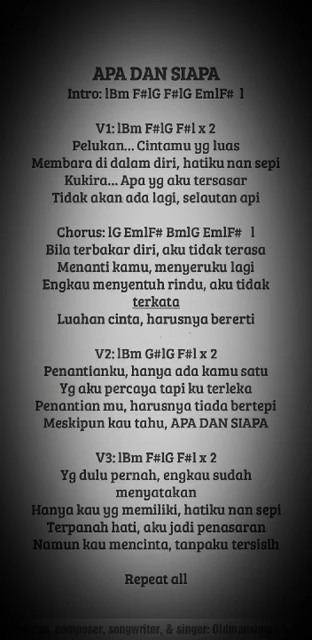 APA DAN SIAPA
Intro: lBm F#lG F#lG EmlF# l
V1: lBm F#lG F#l x 2
Pelukan... Cintamu yg luas
Membara di dalam diri, hatiku nan sepi
Kukira... Apa yg aku tersasar
Tidak akan ada lagi, selautan api
Chorus: lG EmlF# BmlG EmlF# l
Bila terbakar diri, aku tidak terasa
Menanti kamu, menyeruku lagi
Engkau menyentuh rindu, aku tidak
terkata
Luahan cinta, harusnya bererti
V2: lBm G#lG F#l x 2
Penantianku, hanya ada kamu satu
Yg aku percaya tapi ku terleka
Penantian mu, harusnya tiada bertepi
Meskipun kau tahu, APA DAN SIAPA
V3: lBm F#lG F#l x 2
Yg dulu pernah, engkau sudah
menyatakan
Hanya kau yg memiliki, hatiku nan sepi
Terpanah hati, aku jadi penasaran
Namun kau mencinta, tanpaku tersisih
Repeat all
composer, songwriter, & singer: